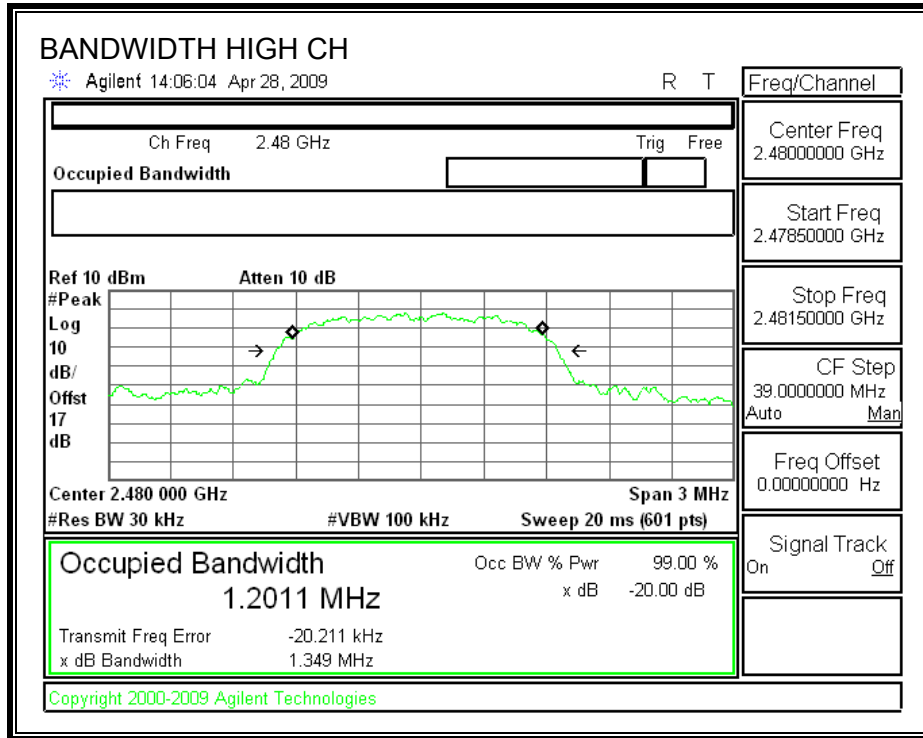 BANDWIDTH HIGH CH
Agilent 14:06:04 Apr 28, 2009 R T
Freq/Channel
Ch Freq 2.48 GHz Trig Free
Occupied Bandwidth
Center Freq
2.48000000 GHz
Start Freq
2.47850000 GHz
Stop Freq
2.48150000 GHz
CF Step
39.0000000 MHz
Auto Man
Freq Offset
0.00000000 Hz
Signal Track
On Off
Ref 10 dBm Atten 10 dB
#Peak
Log
10
dB/
Offst
17
dB
Center 2.480 000 GHz Span 3 MHz
#Res BW 30 kHz #VBW 100 kHz Sweep 20 ms (601 pts)
Occupied Bandwidth Occ BW % Pwr 99.00 %
1.2011 MHz x dB -20.00 dB
Transmit Freq Error -20.211 kHz
x dB Bandwidth 1.349 MHz
Copyright 2000-2009 Agilent Technologies